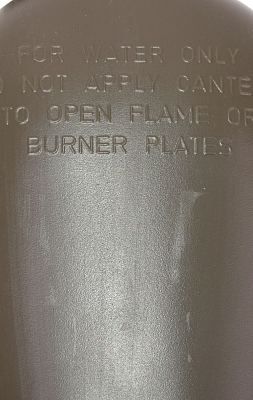 FOR WATER ONLY
O NOT APPLY CANTE
TO OPEN FLAME OR
BURNER PLATES